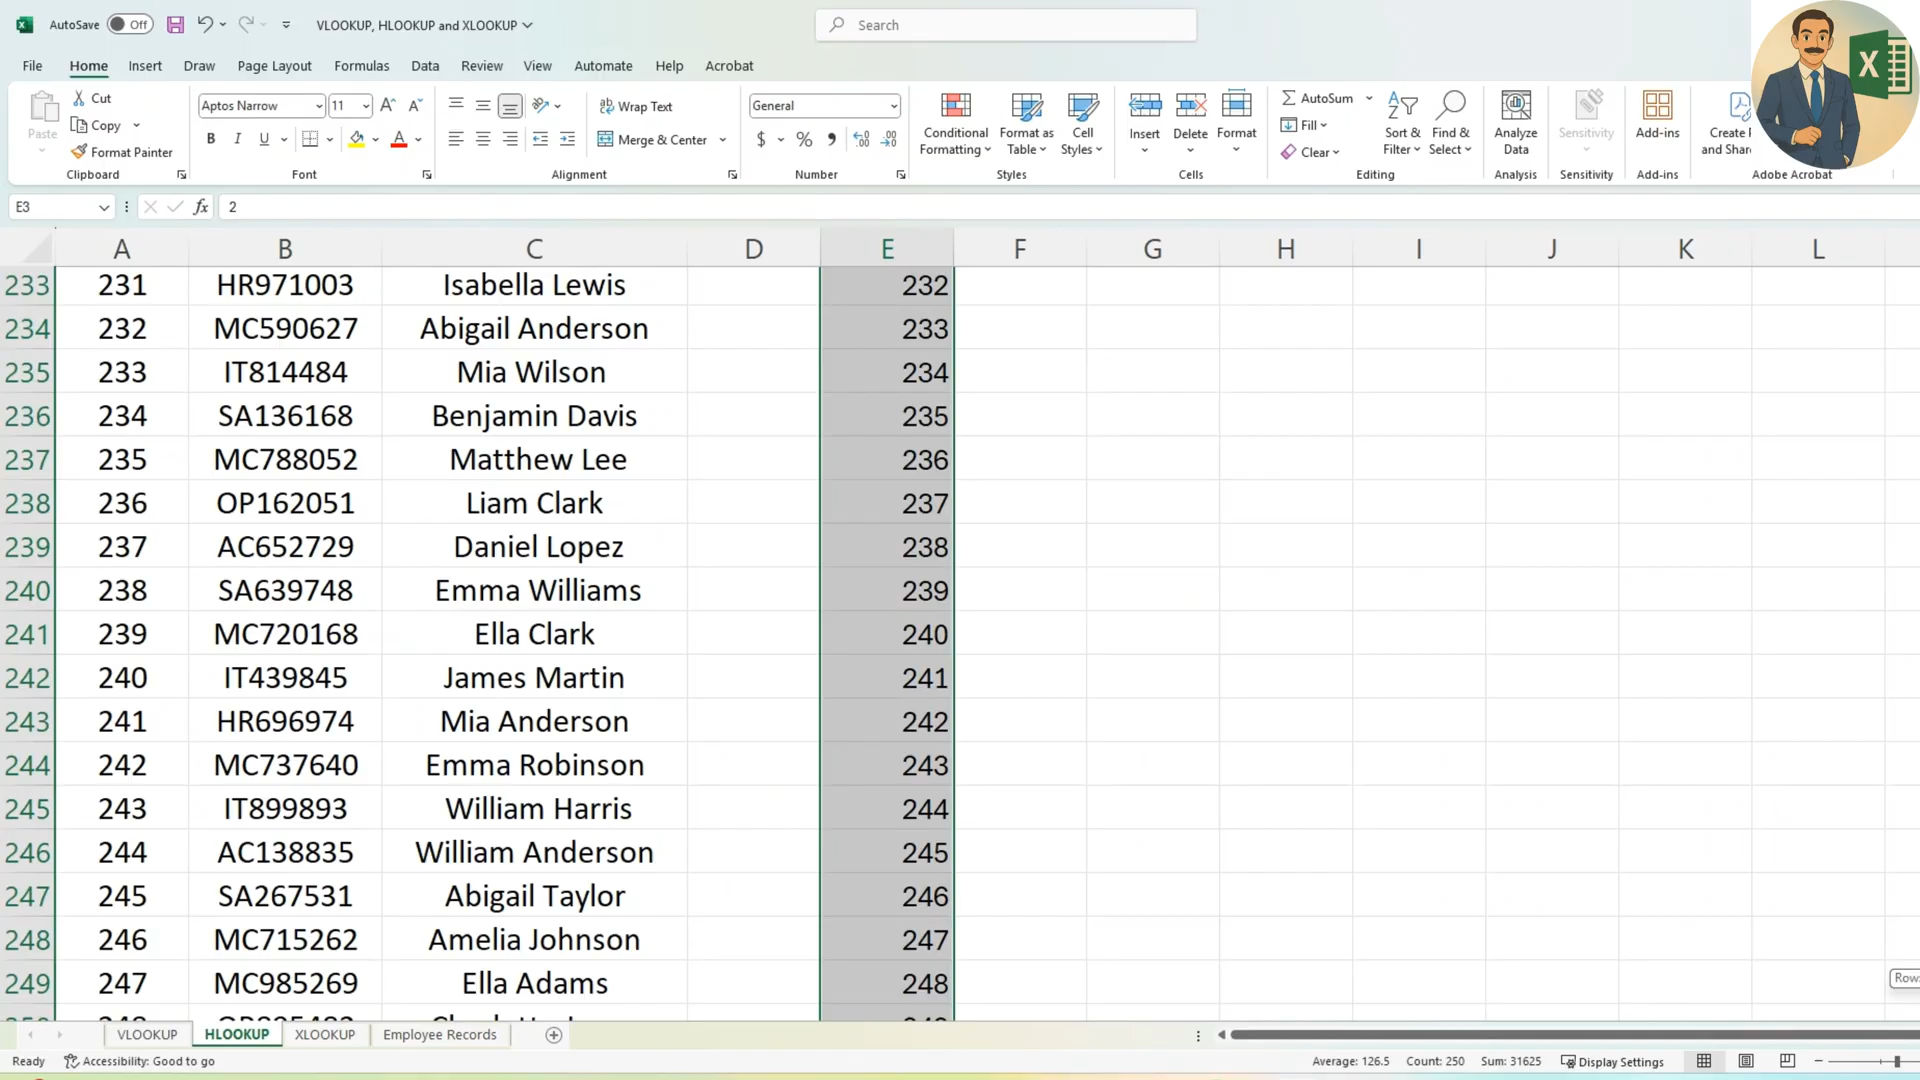 AutoSave Off VLOOKUP, HLOOKUP and XLOOKUP Search
File Home Insert Draw Page Layout Formulas Data Review View Automate Help Acrobat
Paste Cut Copy Format Painter Clipboard
Aptos Narrow 11 B I U A Font
Wrap Text Merge & Center Alignment
General $ % , Number
Conditional Formatting Format as Table Cell Styles Styles
Insert Delete Format Cells
AutoSum Fill Clear Sort & Filter Find & Select Editing
Analyze Data Analysis
Sensitivity Sensitivity
Add-ins Add-ins
Create and Adobe Acrobat
X
E3 fx 2
A B C D E F G H I J K L
233 231 HR971003 Isabella Lewis 232
234 232 MC590627 Abigail Anderson 233
235 233 IT814484 Mia Wilson 234
236 234 SA136168 Benjamin Davis 235
237 235 MC788052 Matthew Lee 236
238 236 OP162051 Liam Clark 237
239 237 AC652729 Daniel Lopez 238
240 238 SA639748 Emma Williams 239
241 239 MC720168 Ella Clark 240
242 240 IT439845 James Martin 241
243 241 HR696974 Mia Anderson 242
244 242 MC737640 Emma Robinson 243
245 243 IT899893 William Harris 244
246 244 AC138835 William Anderson 245
247 245 SA267531 Abigail Taylor 246
248 246 MC715262 Amelia Johnson 247
249 247 MC985269 Ella Adams 248
Row
VLOOKUP HLOOKUP XLOOKUP Employee Records
Ready Accessibility: Good to go Average: 126.5 Count: 250 Sum: 31625 Display Settings